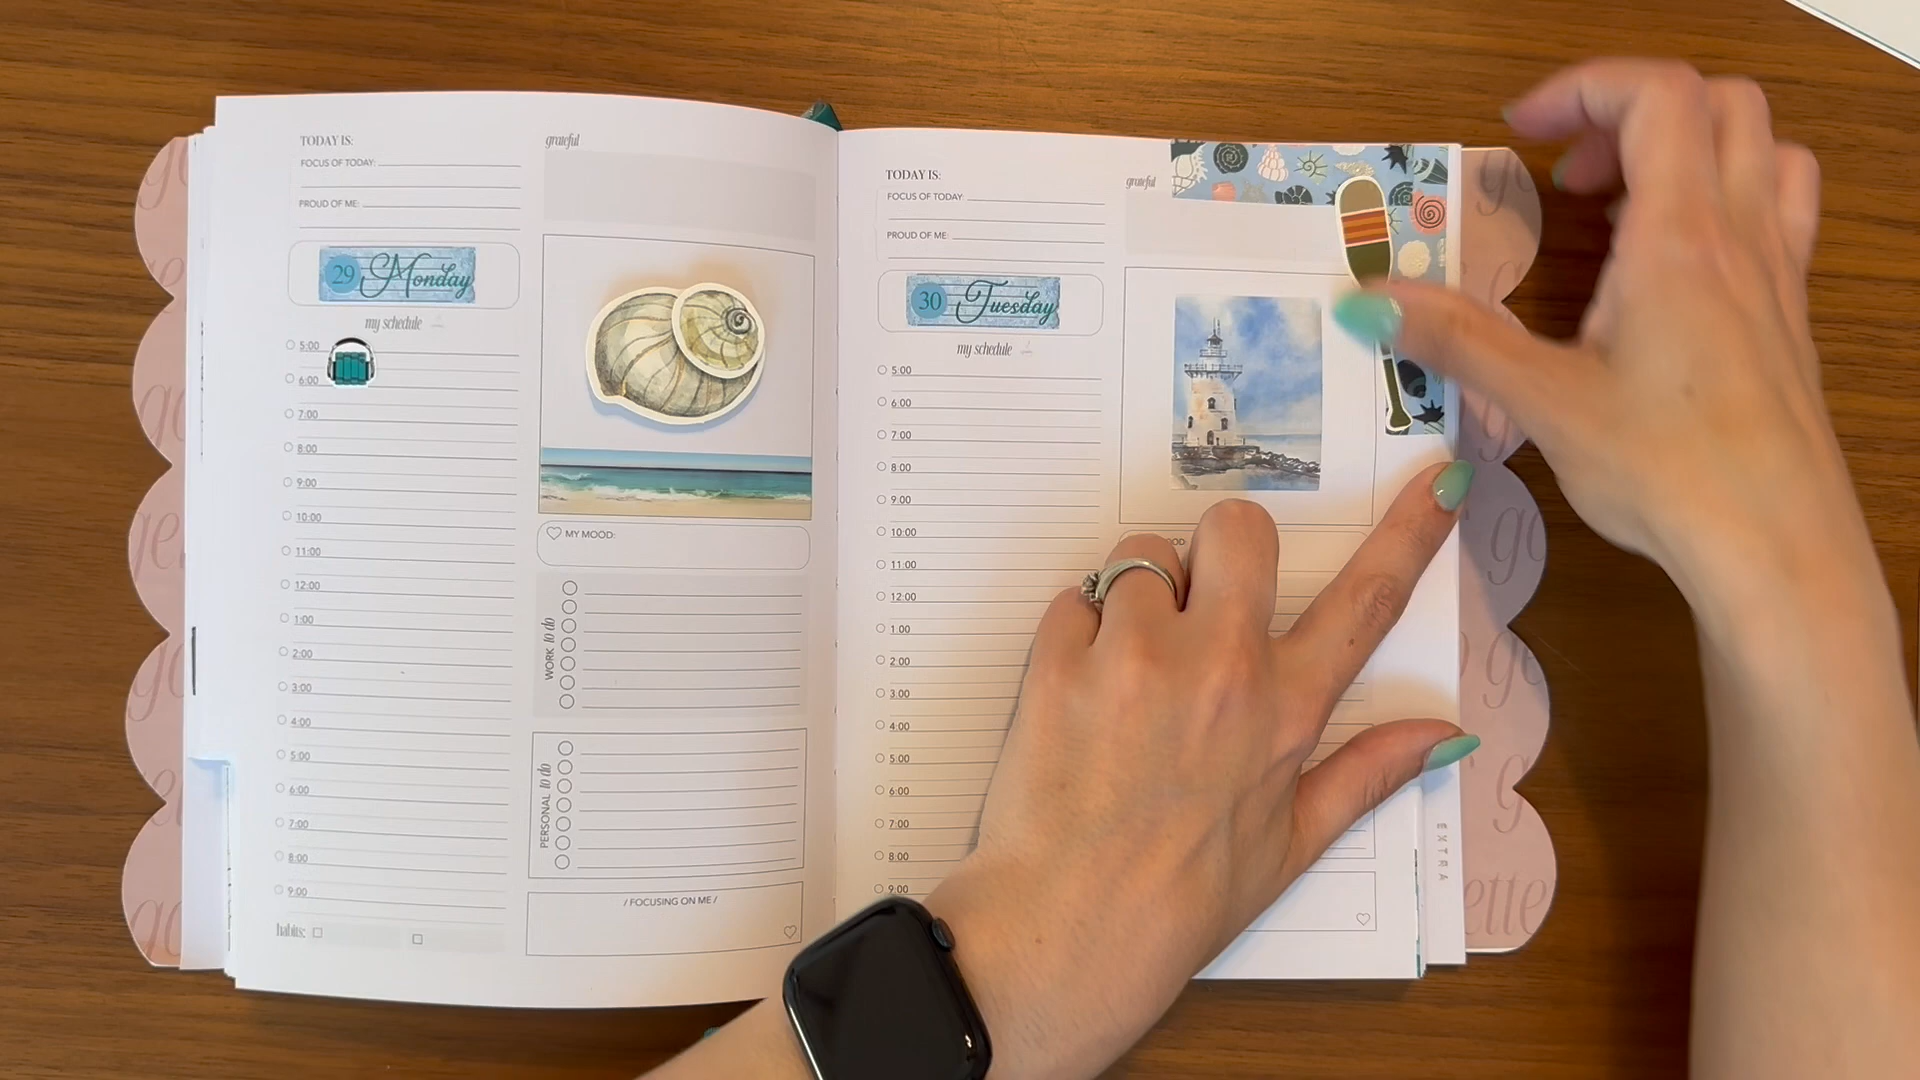 TODAY IS:
FOCUS OF TODAY:
PROUD OF ME:
29 Monday
my schedule
5:00
6:00
7:00
8:00
9:00
10:00
11:00
12:00
1:00
2:00
3:00
4:00
5:00
6:00
7:00
8:00
9:00
habits:
grateful
MY MOOD:
WORK to do
PERSONAL to do
/ FOCUSING ON ME /
TODAY IS:
FOCUS OF TODAY:
PROUD OF ME:
30 Tuesday
my schedule
5:00
6:00
7:00
8:00
9:00
10:00
11:00
12:00
1:00
2:00
3:00
4:00
5:00
6:00
7:00
8:00
9:00
grateful
EXTRA